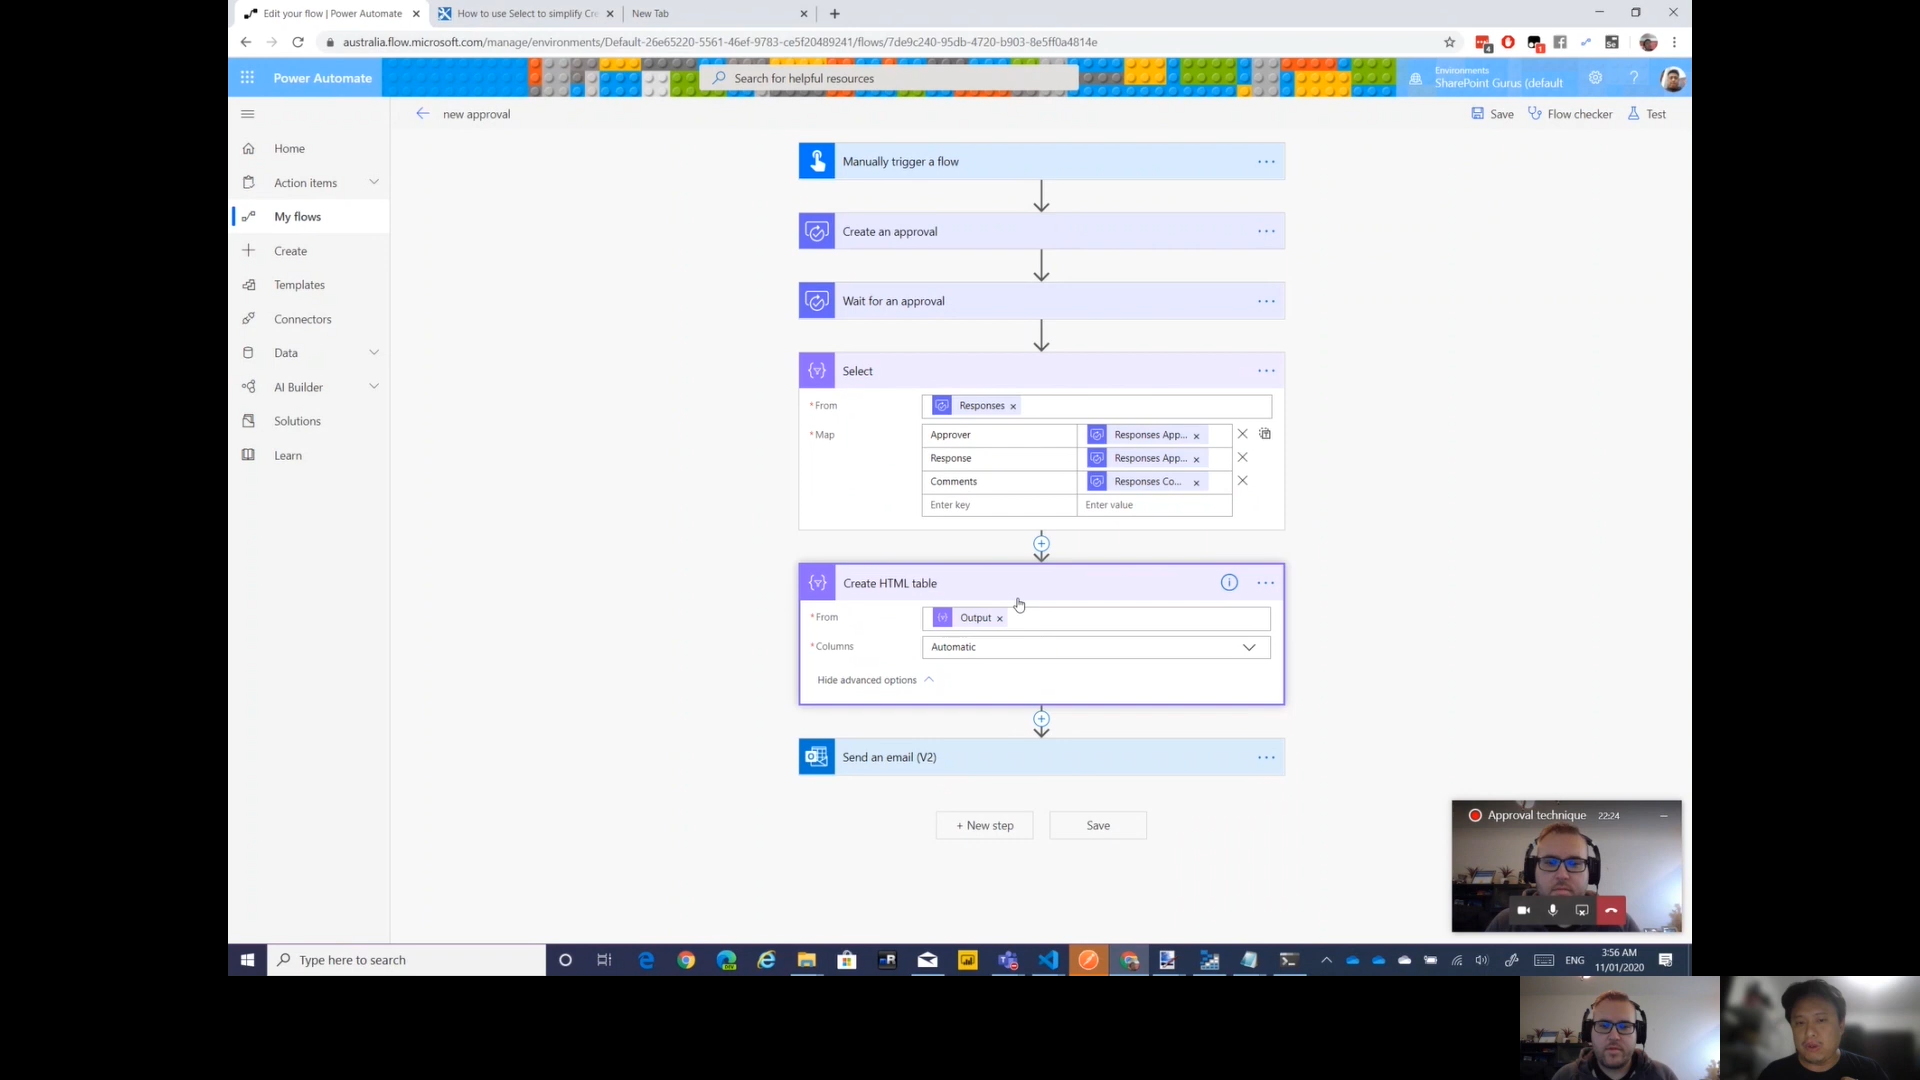 Edit your flow | Power Automate
How to use Select to simplify Cre
New Tab
australia.flow.microsoft.com/manage/environments/Default-26e65220-5561-46ef-9783-ce5f20489241/flows/7de9c240-95db-4720-b903-8e5ff0a4814e
Power Automate
Search for helpful resources
Environments
SharePoint Gurus (default
new approval
Save
Flow checker
Test
Home
Action items
My flows
Create
Templates
Connectors
Data
AI Builder
Solutions
Learn
Manually trigger a flow
Create an approval
Wait for an approval
Select
* From
Responses
* Map
Approver
Responses App...
Response
Responses App...
Comments
Responses Co...
Enter key
Enter value
Create HTML table
* From
Output
* Columns
Automatic
Hide advanced options
Send an email (V2)
+ New step
Save
Approval technique 22:24
Type here to search
ENG
3:56 AM
11/01/2020